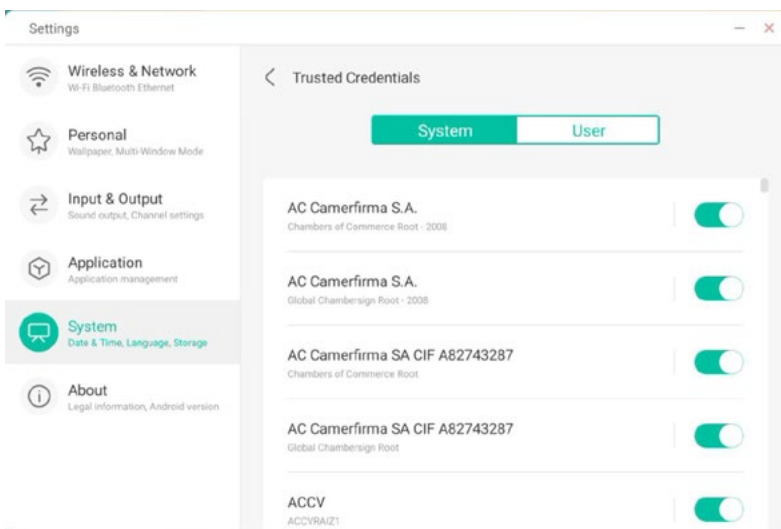 Settings
Wireless & Network
Wi-Fi Bluetooth Ethernet
Personal
Wallpaper, Multi-Window Mode
Input & Output
Sound output, Channel settings
Application
Application management
System
Date & Time, Language, Storage
About
Legal information, Android version
Trusted Credentials
System
User
AC Camerfirma S.A.
Chambers of Commerce Root - 2008
AC Camerfirma S.A.
Global Chambersign Root - 2008
AC Camerfirma SA CIF A82743287
Chambers of Commerce Root
AC Camerfirma SA CIF A82743287
Global Chambersign Root
ACCV
ACCVRAIZ1